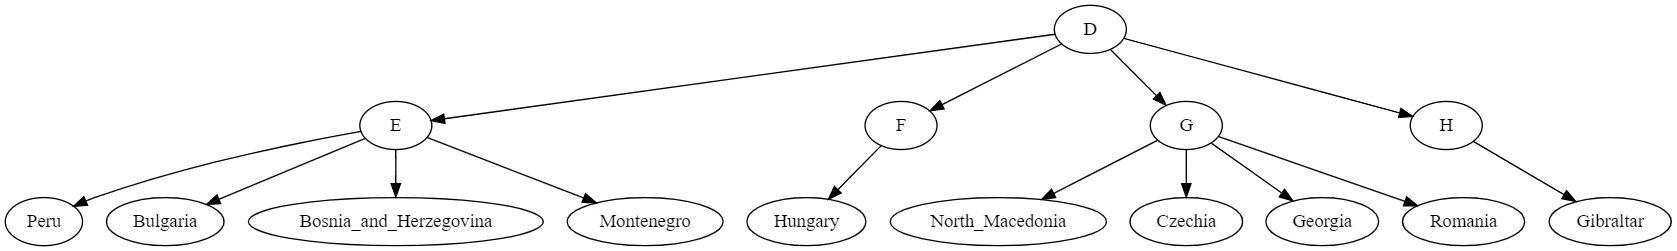 D
E
F
G
H
Peru
Bulgaria
Bosnia_and_Herzegovina
Montenegro
Hungary
North_Macedonia
Czechia
Georgia
Romania
Gibraltar